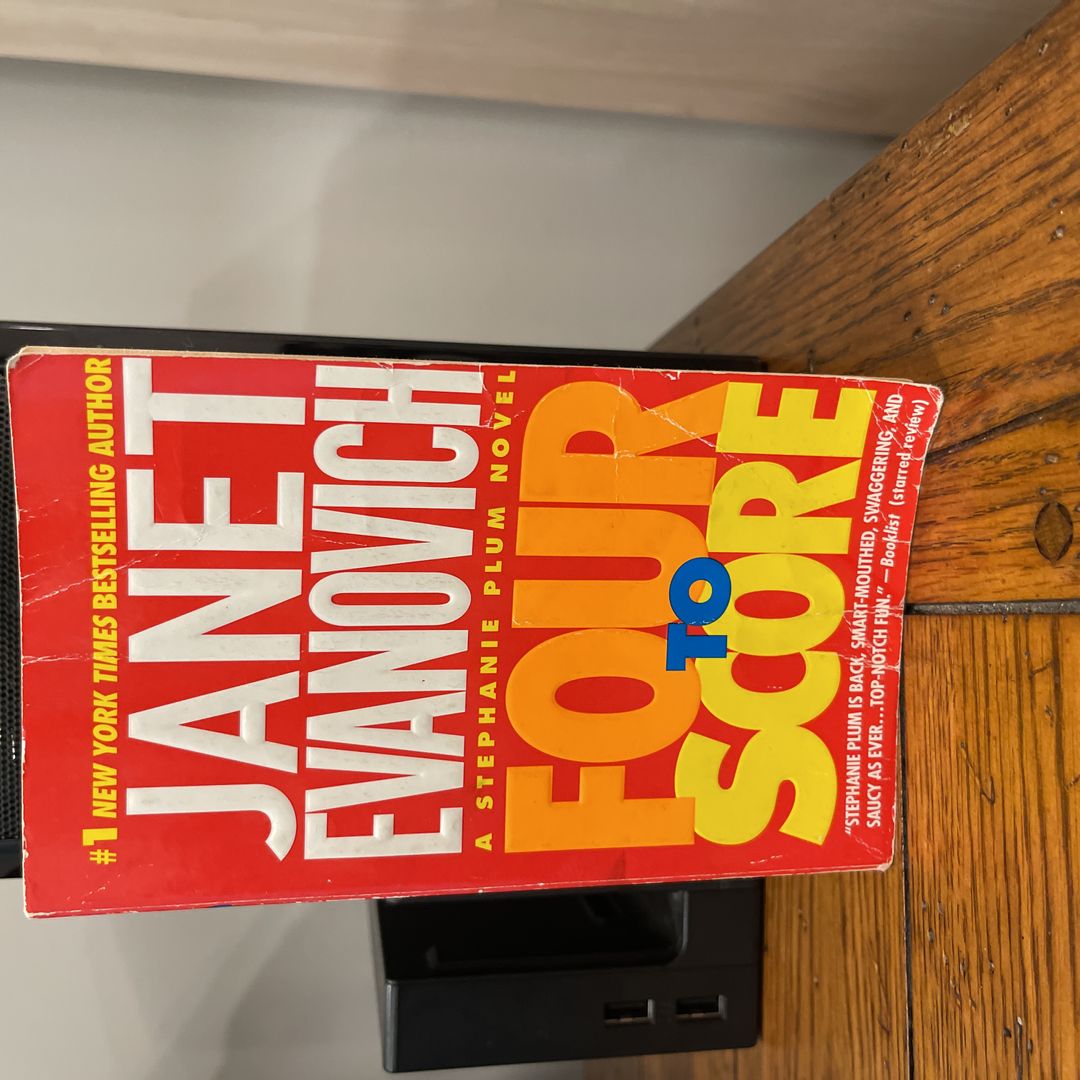 #1 NEW YORK TIMES BESTSELLING AUTHOR
JANET
EVANOVICH
A STEPHANIE PLUM NOVEL
FOUR
TO
SCORE
"STEPHANIE PLUM IS BACK, SMART-MOUTHED, SWAGGERING, AND
SAUCY AS EVER...TOP-NOTCH FUN." —Booklist (starred review)